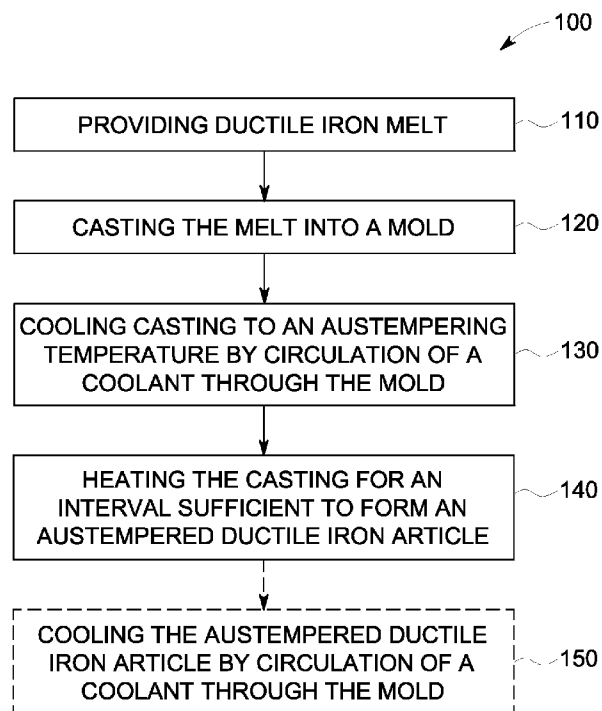 100
PROVIDING DUCTILE IRON MELT
110
CASTING THE MELT INTO A MOLD
120
COOLING CASTING TO AN AUSTEMPERING
TEMPERATURE BY CIRCULATION OF A
COOLANT THROUGH THE MOLD
130
HEATING THE CASTING FOR AN
INTERVAL SUFFICIENT TO FORM AN
AUSTEMPERED DUCTILE IRON ARTICLE
140
COOLING THE AUSTEMPERED DUCTILE
IRON ARTICLE BY CIRCULATION OF A
COOLANT THROUGH THE MOLD
150